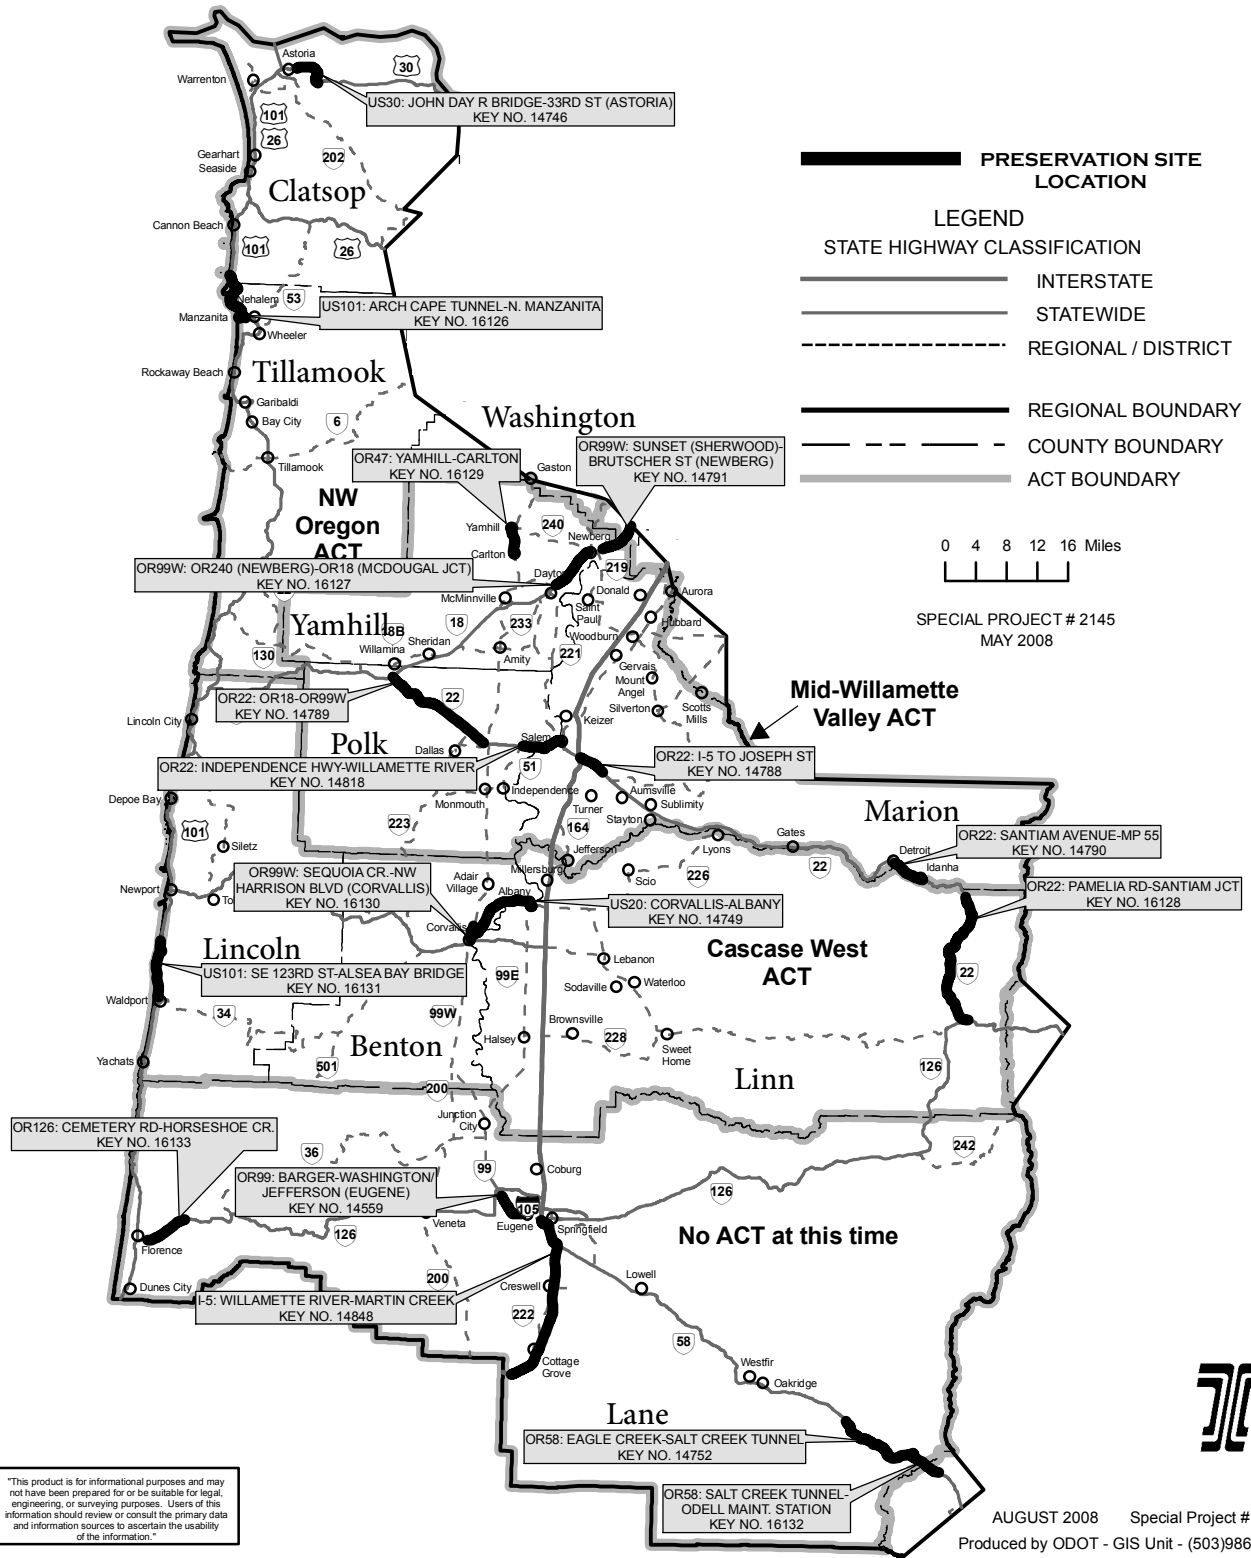 Astoria
30
Warrenton
US30: JOHN DAY R BRIDGE-33RD ST (ASTORIA)
KEY NO. 14746
101
26
Gearhart
Seaside
202
Clatsop
Cannon Beach
101
26
Nehalem
53
Manzanita
US101: ARCH CAPE TUNNEL-N. MANZANITA
KEY NO. 16126
Wheeler
Rockaway Beach
Tillamook
Garibaldi
Bay City
6
Tillamook
Washington
PRESERVATION SITE
LOCATION
LEGEND
STATE HIGHWAY CLASSIFICATION
INTERSTATE
STATEWIDE
REGIONAL / DISTRICT
REGIONAL BOUNDARY
COUNTY BOUNDARY
ACT BOUNDARY
0 4 8 12 16 Miles
SPECIAL PROJECT # 2145
MAY 2008
OR47: YAMHILL-CARLTON
KEY NO. 16129
Gaston
OR99W: SUNSET (SHERWOOD)-
BRUTSCHER ST (NEWBERG)
KEY NO. 14791
NW
Oregon
ACT
Yamhill
240
Newberg
Carlton
OR99W: OR240 (NEWBERG)-OR18 (MCDOUGAL JCT)
KEY NO. 16127
Dayton
219
Donald
Aurora
McMinnville
Saint
Paul
Hubbard
Yamhill
18B
18
233
Woodburn
Sheridan
Willamina
130
Amity
221
Gervais
Mount
Angel
OR22: OR18-OR99W
KEY NO. 14789
22
Silverton
Scotts
Mills
Mid-Willamette
Valley ACT
Lincoln City
Keizer
Polk
Dallas
Salem
OR22: INDEPENDENCE HWY-WILLAMETTE RIVER
KEY NO. 14818
51
OR22: I-5 TO JOSEPH ST
KEY NO. 14788
Depoe Bay
Monmouth
Independence
Turner
Aumsville
Sublimity
Stayton
Marion
101
223
164
Siletz
Jefferson
Lyons
Gates
22
Detroit
Idanha
OR22: SANTIAM AVENUE-MP 55
KEY NO. 14790
OR99W: SEQUOIA CR.-NW
HARRISON BLVD (CORVALLIS)
KEY NO. 16130
Adair
Village
Millersburg
Albany
Scio
226
OR22: PAMELIA RD-SANTIAM JCT
KEY NO. 16128
Newport
To
US20: CORVALLIS-ALBANY
KEY NO. 14749
Corvallis
Lincoln
Cascase West
ACT
US101: SE 123RD ST-ALSEA BAY BRIDGE
KEY NO. 16131
99E
Lebanon
22
Sodaville
Waterloo
Waldport
34
99W
Brownsville
Halsey
228
Sweet
Home
Benton
Yachats
501
126
200
Linn
Junction
City
OR126: CEMETERY RD-HORSESHOE CR.
KEY NO. 16133
36
242
OR99: BARGER-WASHINGTON/
JEFFERSON (EUGENE)
KEY NO. 14559
99
Coburg
126
105
Veneta
Eugene
Springfield
126
Florence
No ACT at this time
Dunes City
200
Creswell
Lowell
I-5: WILLAMETTE RIVER-MARTIN CREEK
KEY NO. 14848
222
58
Cottage
Grove
Westfir
Oakridge
Lane
OR58: EAGLE CREEK-SALT CREEK TUNNEL
KEY NO. 14752
OR58: SALT CREEK TUNNEL-
ODELL MAINT. STATION
KEY NO. 16132
"This product is for informational purposes and may
not have been prepared for or be suitable for legal,
engineering, or surveying purposes. Users of this
information should review or consult the primary data
and information sources to ascertain the usability
of the information."
AUGUST 2008 Special Project #
Produced by ODOT - GIS Unit - (503)986